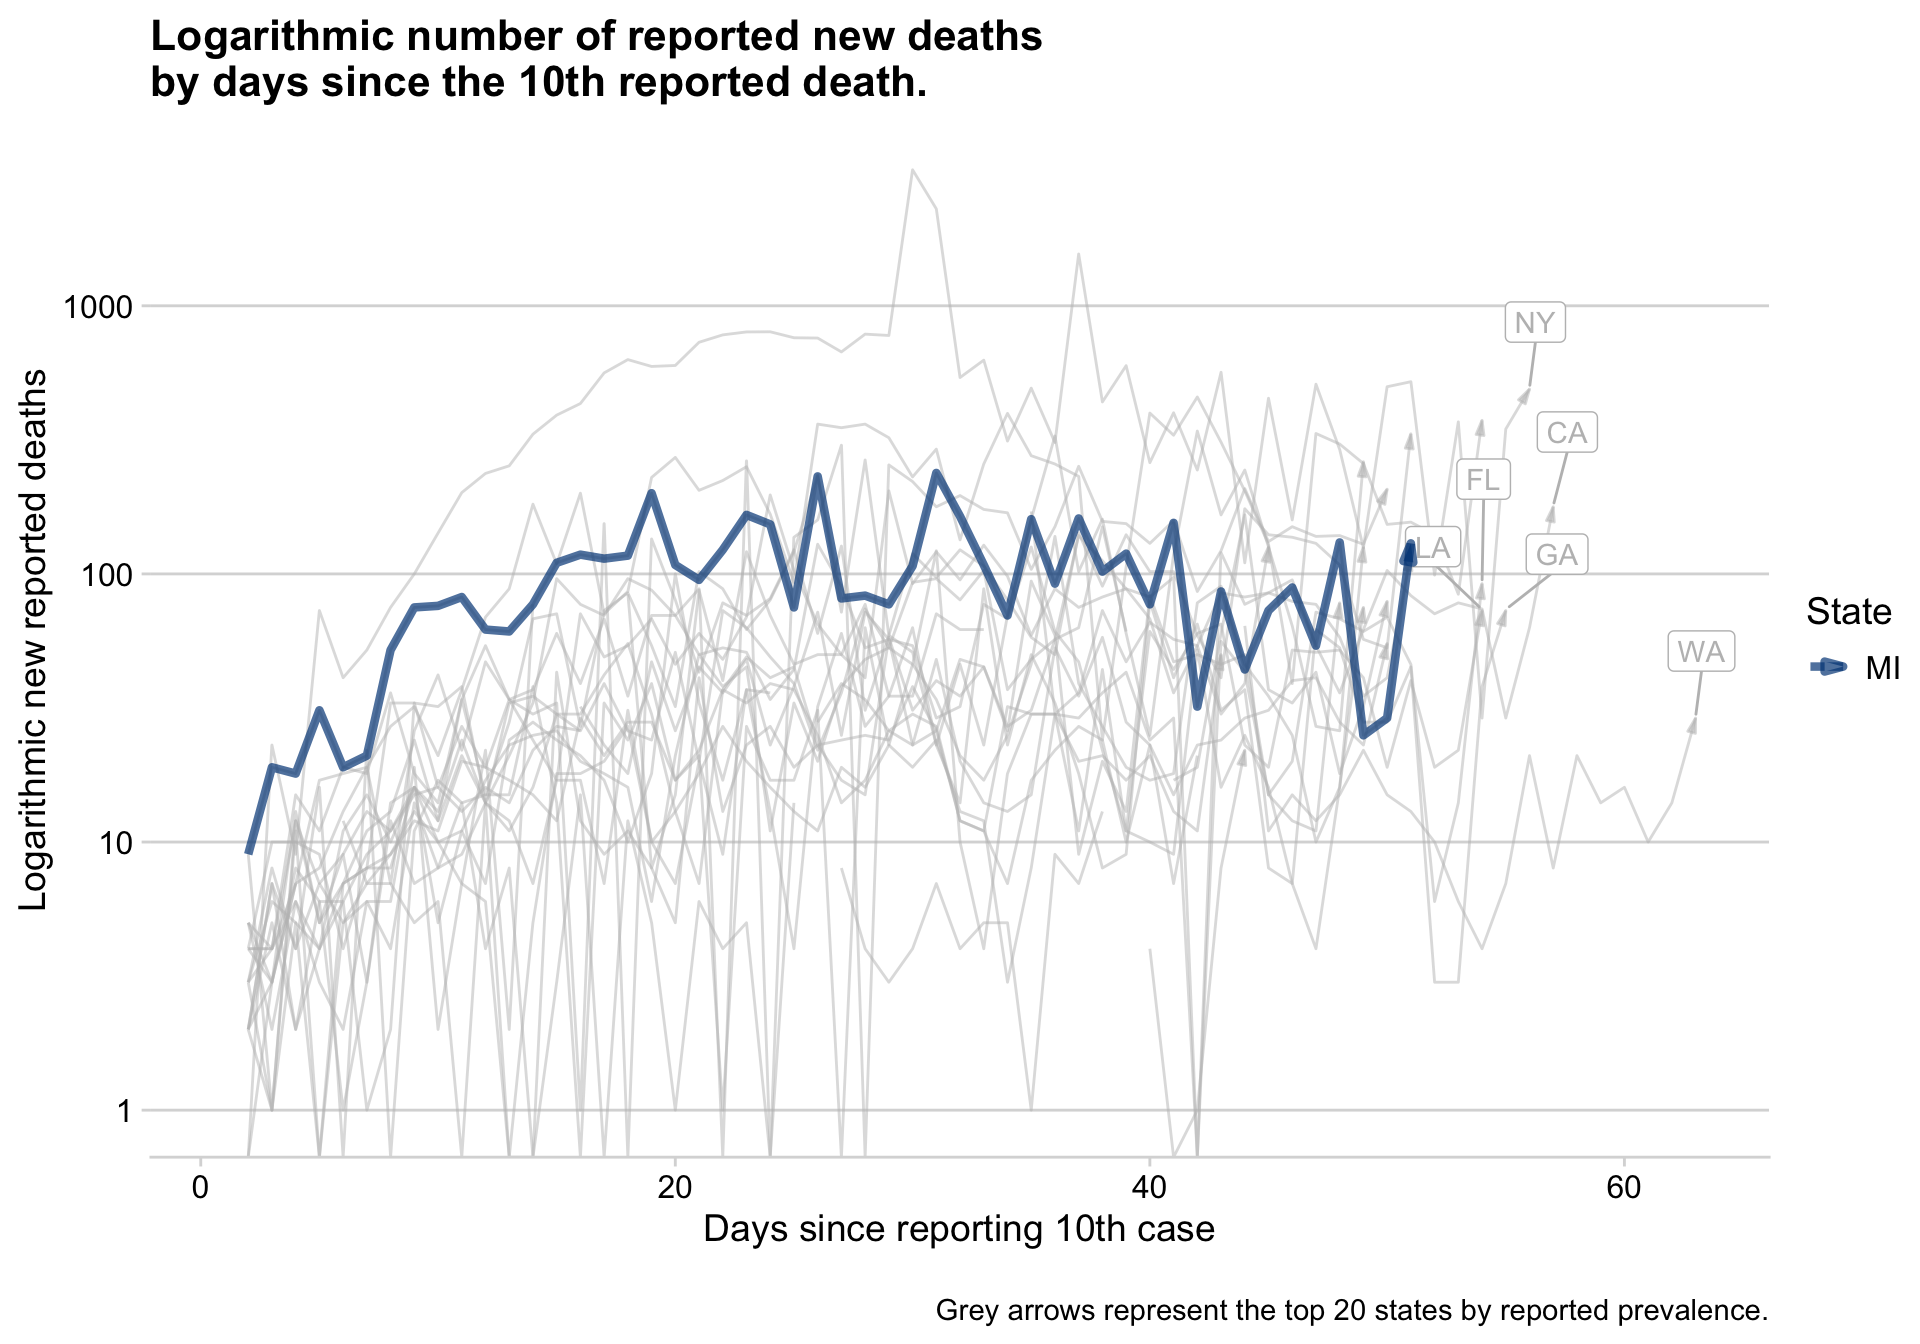 Logarithmic number of reported new deaths
by days since the 10th reported death.
Logarithmic new reported deaths
1000
100
10
1
NY
CA
FL
LA
GA
WA
State
MI
0
20
40
60
Days since reporting 10th case
Grey arrows represent the top 20 states by reported prevalence.